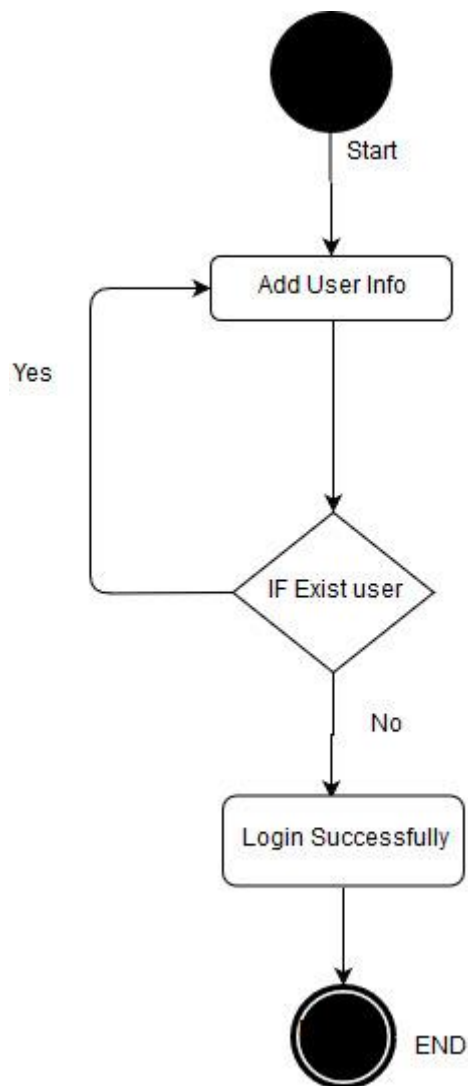 Start
Add User Info
Yes
IF Exist user
No
Login Successfully
END